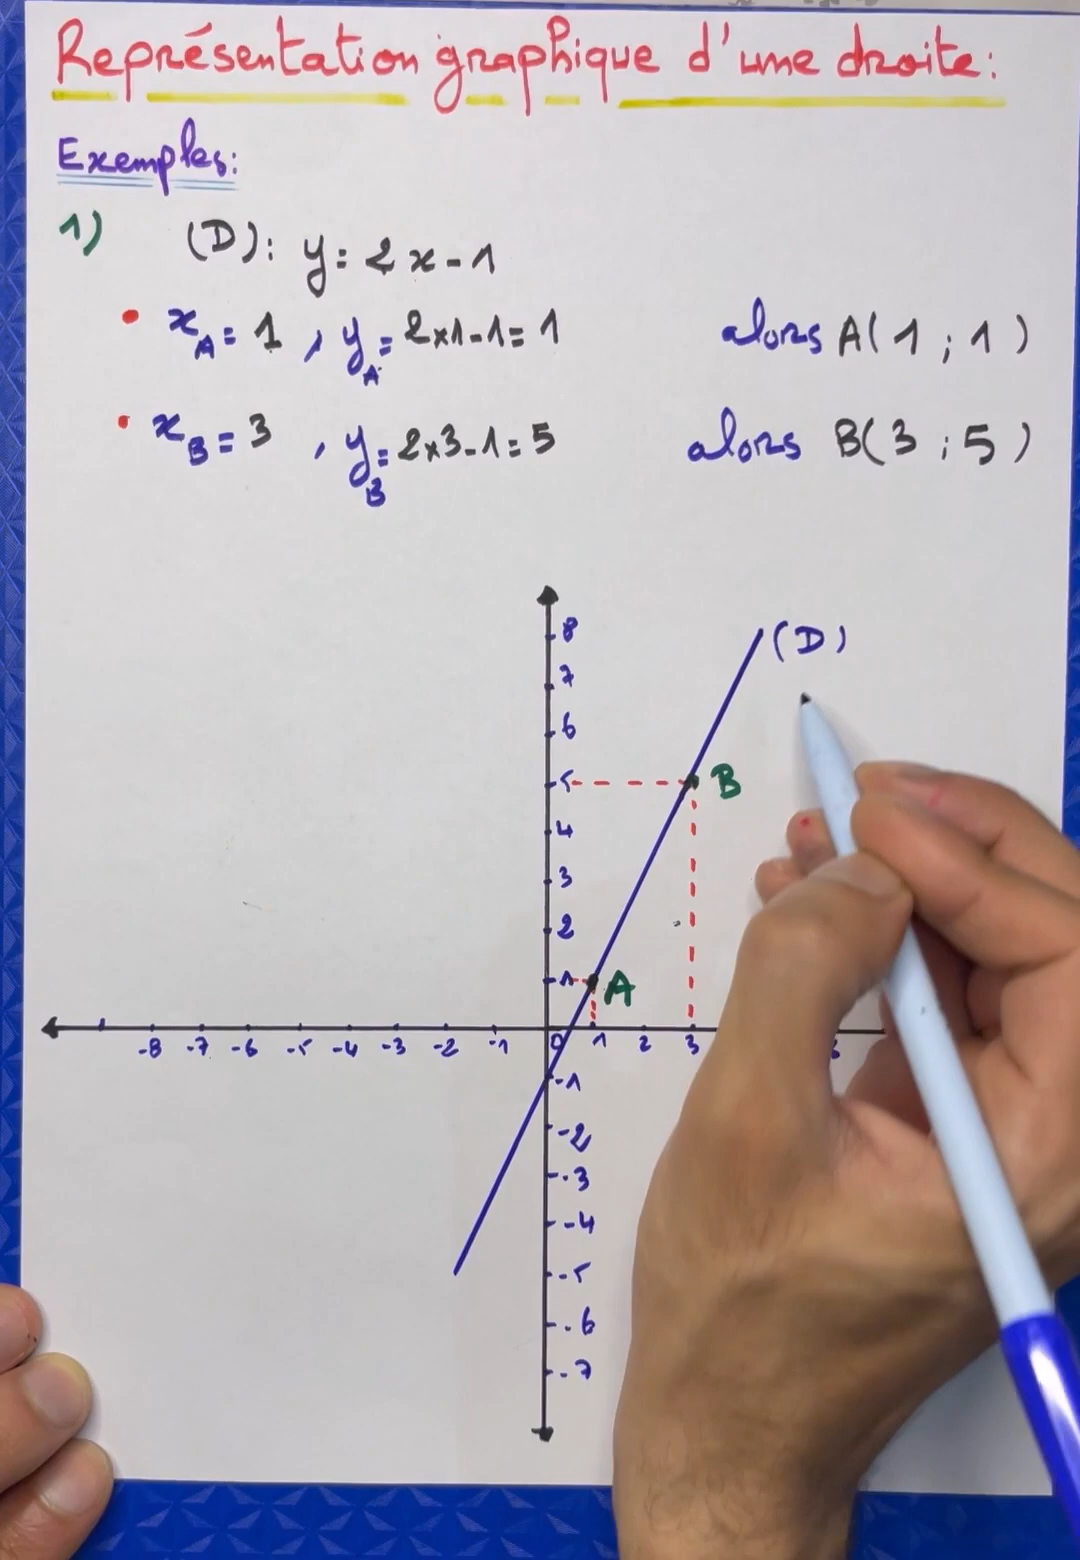 Représentation graphique d'une droite:
Exemples:
1) (D): y = 2x - 1
• x_A = 1 , y_A = 2×1-1=1 alors A( 1 ; 1 )
• x_B = 3 , y_B = 2×3-1=5 alors B( 3 ; 5 )
8 (D)
7
6
5 B
4
3
2
1 A
-8 -7 -6 -5 -4 -3 -2 -1 0 1 2 3
-1
-2
-3
-4
-5
-6
-7